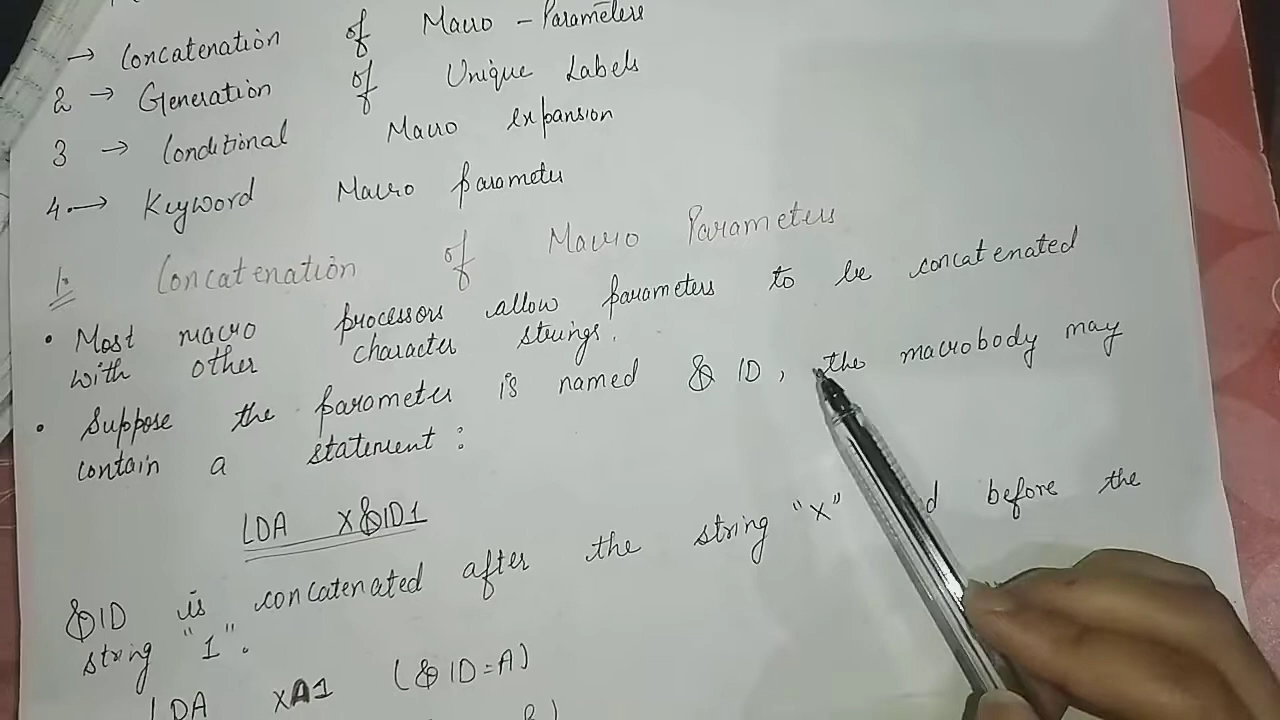 → Concatenation of Macro - Parameters
2 → Generation of Unique Labels
3 → Conditional Macro expansion
4. → Keyword Macro parameter
1. Concatenation of Macro Parameters
• Most macro processors allow parameters to be concatenated
with other character strings.
• Suppose the parameter is named &ID, the macrobody may
contain a statement:
LDA X&ID1
&ID is concatenated after the string "X" before the
string "1".
LDA XA1 (&ID=A)